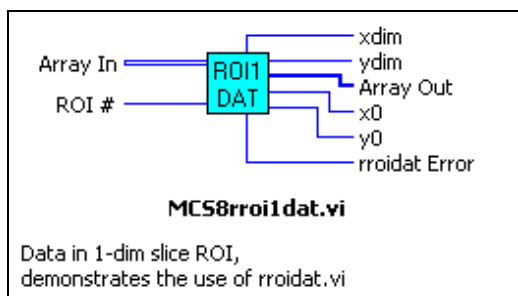 xdim
Array In
ydim
ROI1
Array Out
ROI #
DAT
x0
y0
rroidat Error
MCS8rroi1dat.vi
Data in 1-dim slice ROI,
demonstrates the use of rroidat.vi